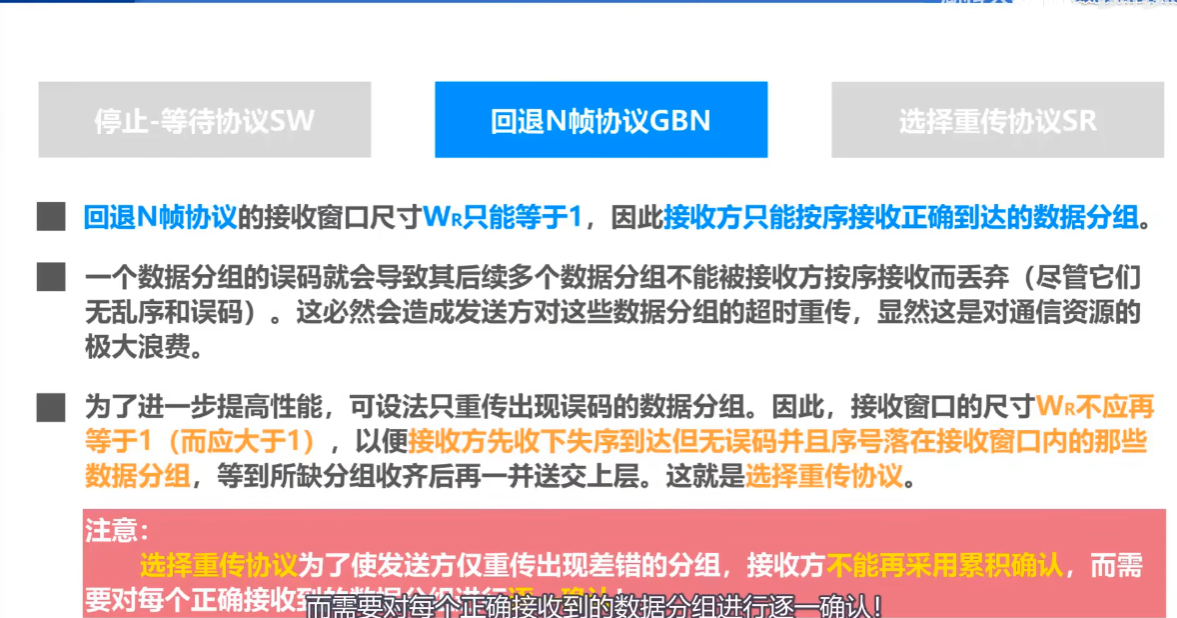 停止-等待协议SW
回退N帧协议GBN
选择重传协议SR
回退N帧协议的接收窗口尺寸WR只能等于1，因此接收方只能按序接收正确到达的数据分组。
一个数据分组的误码就会导致其后续多个数据分组不能被接收方按序接收而丢弃（尽管它们
无乱序和误码）。这必然会造成发送方对这些数据分组的超时重传，显然这是对通信资源的
极大浪费。
为了进一步提高性能，可设法只重传出现误码的数据分组。因此，接收窗口的尺寸WR不应再
等于1（而应大于1），以便接收方先收下失序到达但无误码并且序号落在接收窗口内的那些
数据分组，等到所缺分组收齐后再一并送交上层。这就是选择重传协议。
注意：
选择重传协议为了使发送方仅重传出现差错的分组，接收方不能再采用累积确认，而需
要对每个正确接收到
而需要对每个正确接收到的数据分组进行逐一确认！